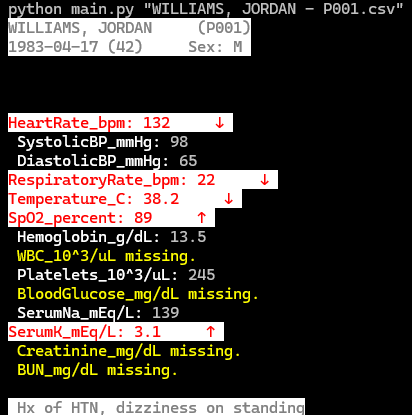 python main.py "WILLIAMS, JORDAN - P001.csv"
WILLIAMS, JORDAN (P001)
1983-04-17 (42) Sex: M
HeartRate_bpm: 132 ↓
SystolicBP_mmHg: 98
DiastolicBP_mmHg: 65
RespiratoryRate_bpm: 22 ↓
Temperature_C: 38.2 ↓
SpO2_percent: 89 ↑
Hemoglobin_g/dL: 13.5
WBC_10^3/uL missing.
Platelets_10^3/uL: 245
BloodGlucose_mg/dL missing.
SerumNa_mEq/L: 139
SerumK_mEq/L: 3.1 ↑
Creatinine_mg/dL missing.
BUN_mg/dL missing.
Hx of HTN, dizziness on standing